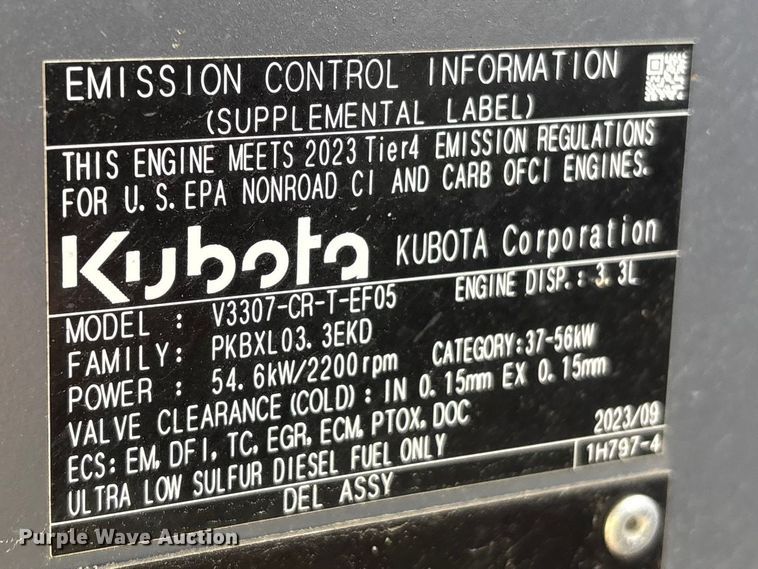 EMISSION CONTROL INFORMATION
(SUPPLEMENTAL LABEL)
THIS ENGINE MEETS 2023 Tier4 EMISSION REGULATIONS
FOR U.S.EPA NONROAD CI AND CARB OFCI ENGINES.
Kubota KUBOTA Corporation
MODEL : V3307-CR-T-EF05 ENGINE DISP.: 3.3L
FAMILY: PKBXL03.3EKD
POWER : 54.6kW/2200rpm CATEGORY:37-56kW
VALVE CLEARANCE(COLD): IN 0.15mm EX 0.15mm
ECS: EM, DFI, TC, EGR, ECM, PTOX, DOC 2023/09
ULTRA LOW SULFUR DIESEL FUEL ONLY 1H797-4
DEL ASSY
Purple Wave Auction